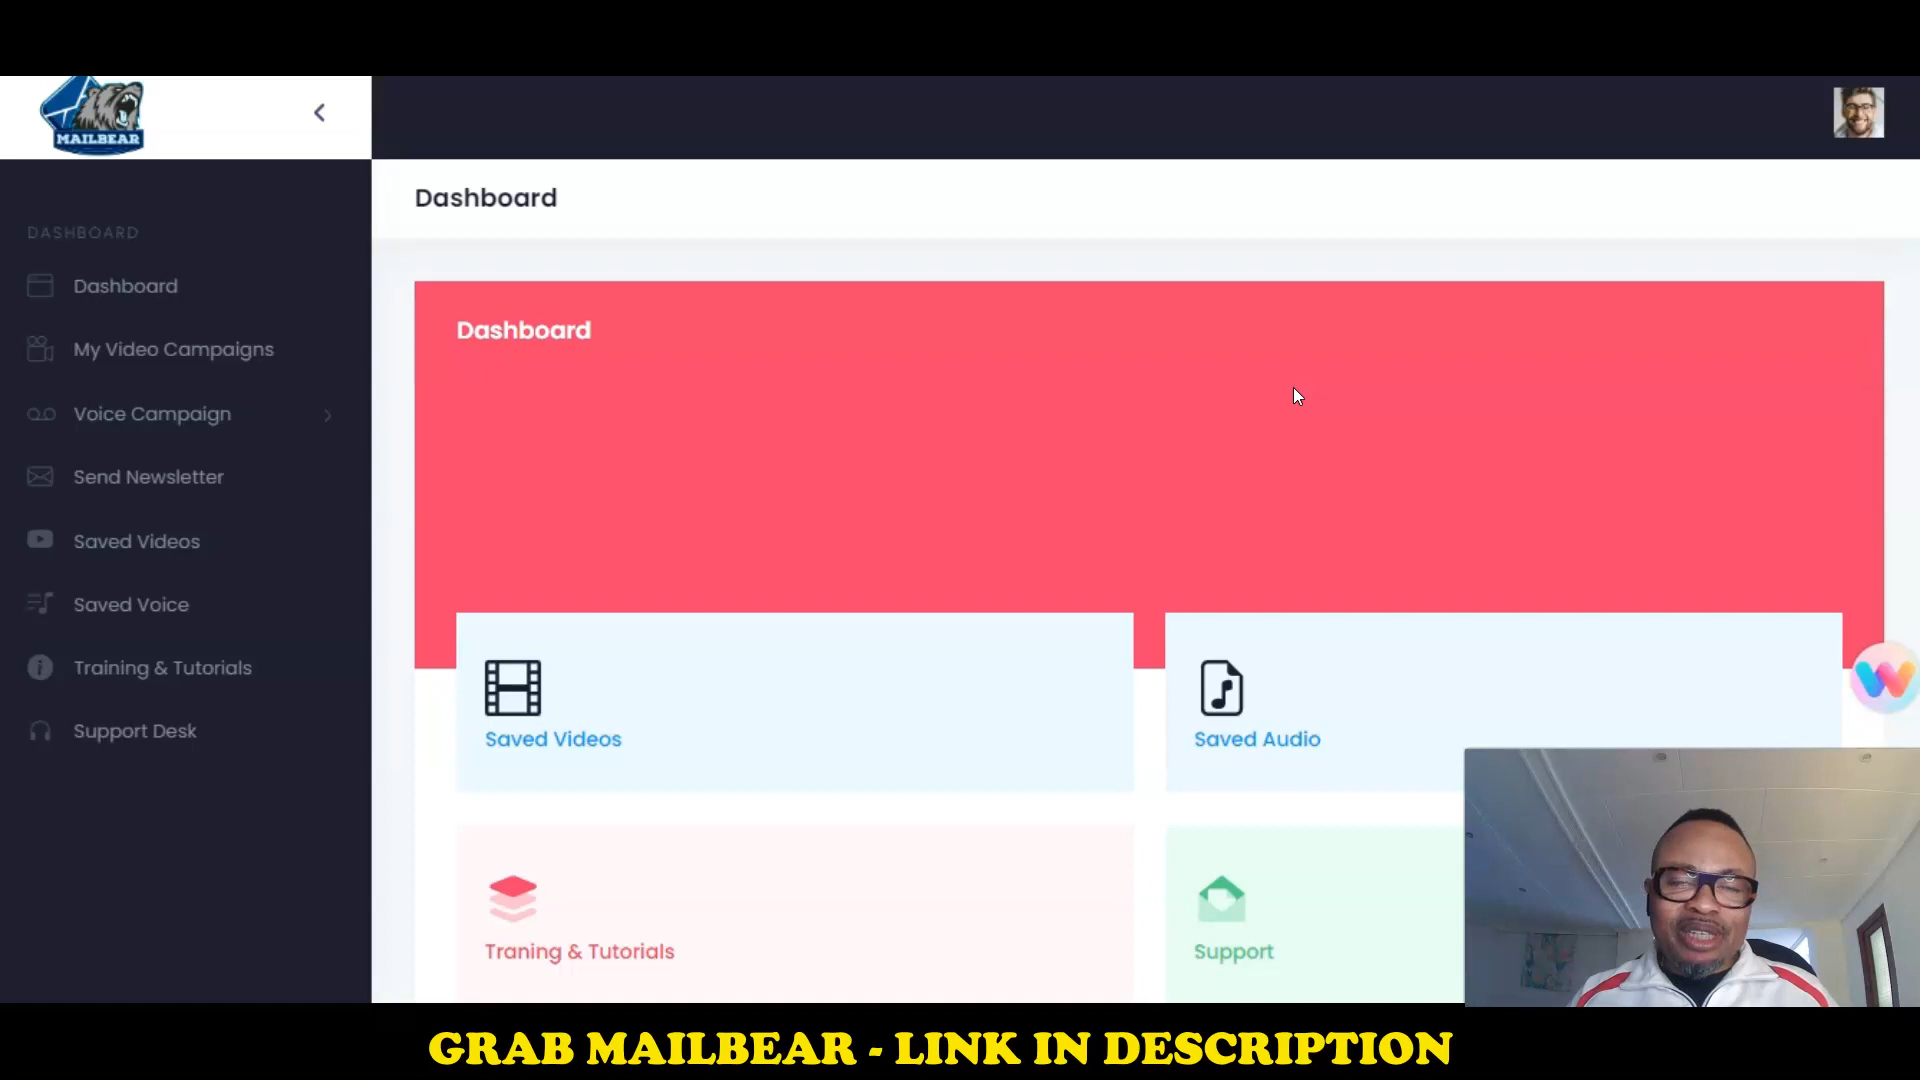 MAILBEAR
Dashboard
DASHBOARD
Dashboard
My Video Campaigns
Voice Campaign
Send Newsletter
Saved Videos
Saved Voice
Training & Tutorials
Support Desk
Dashboard
Saved Videos
Saved Audio
Traning & Tutorials
Support
GRAB MAILBEAR - LINK IN DESCRIPTION